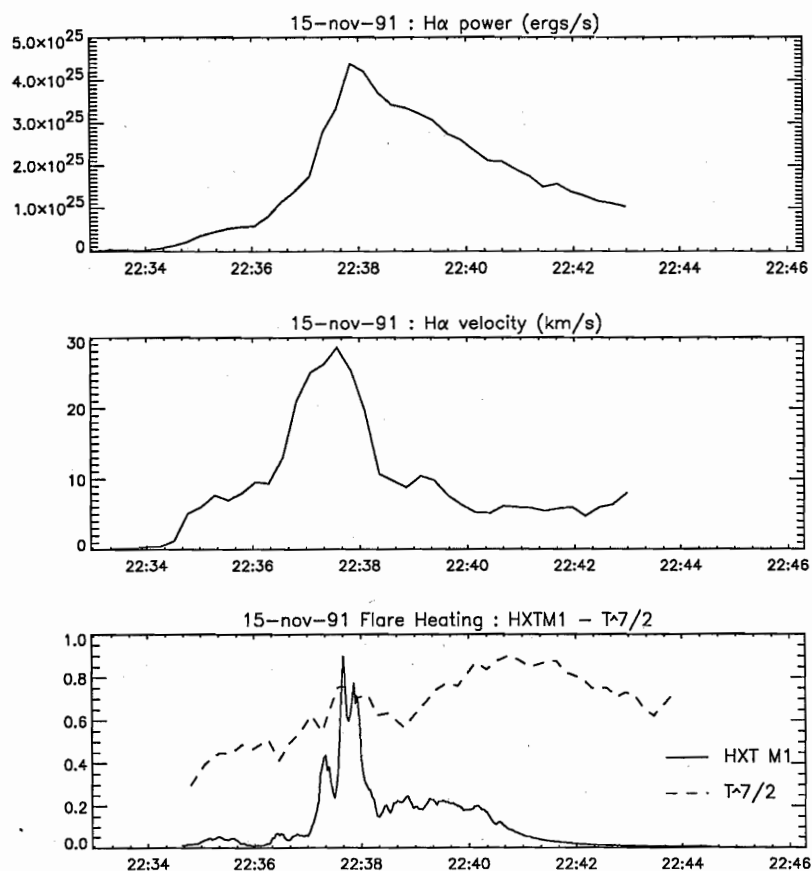 15-nov-91 : Hα power (ergs/s)
5.0×10^25
4.0×10^25
3.0×10^25
2.0×10^25
1.0×10^25
0
22:34 22:36 22:38 22:40 22:42 22:44 22:46
15-nov-91 : Hα velocity (km/s)
30
20
10
0
22:34 22:36 22:38 22:40 22:42 22:44 22:46
15-nov-91 Flare Heating : HXTM1 - T^7/2
1.0
0.8
0.6
0.4
0.2
0.0
HXT M1
T^7/2
22:34 22:36 22:38 22:40 22:42 22:44 22:46